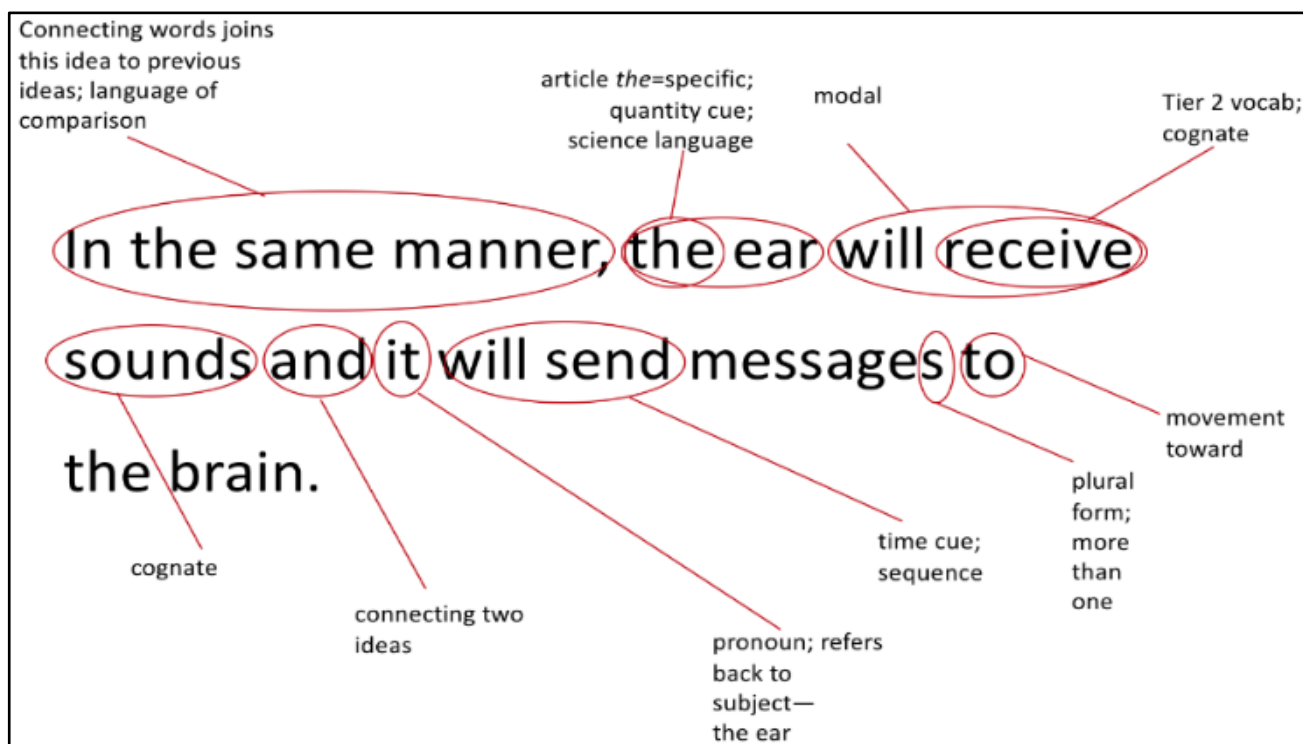 Connecting words joins
this idea to previous
ideas; language of
comparison
article the=specific;
quantity cue;
science language
modal
Tier 2 vocab;
cognate
In the same manner, the ear will receive
sounds and it will send messages to
the brain.
movement
toward
plural
form;
more
than
one
time cue;
sequence
cognate
connecting two
ideas
pronoun; refers
back to
subject—
the ear